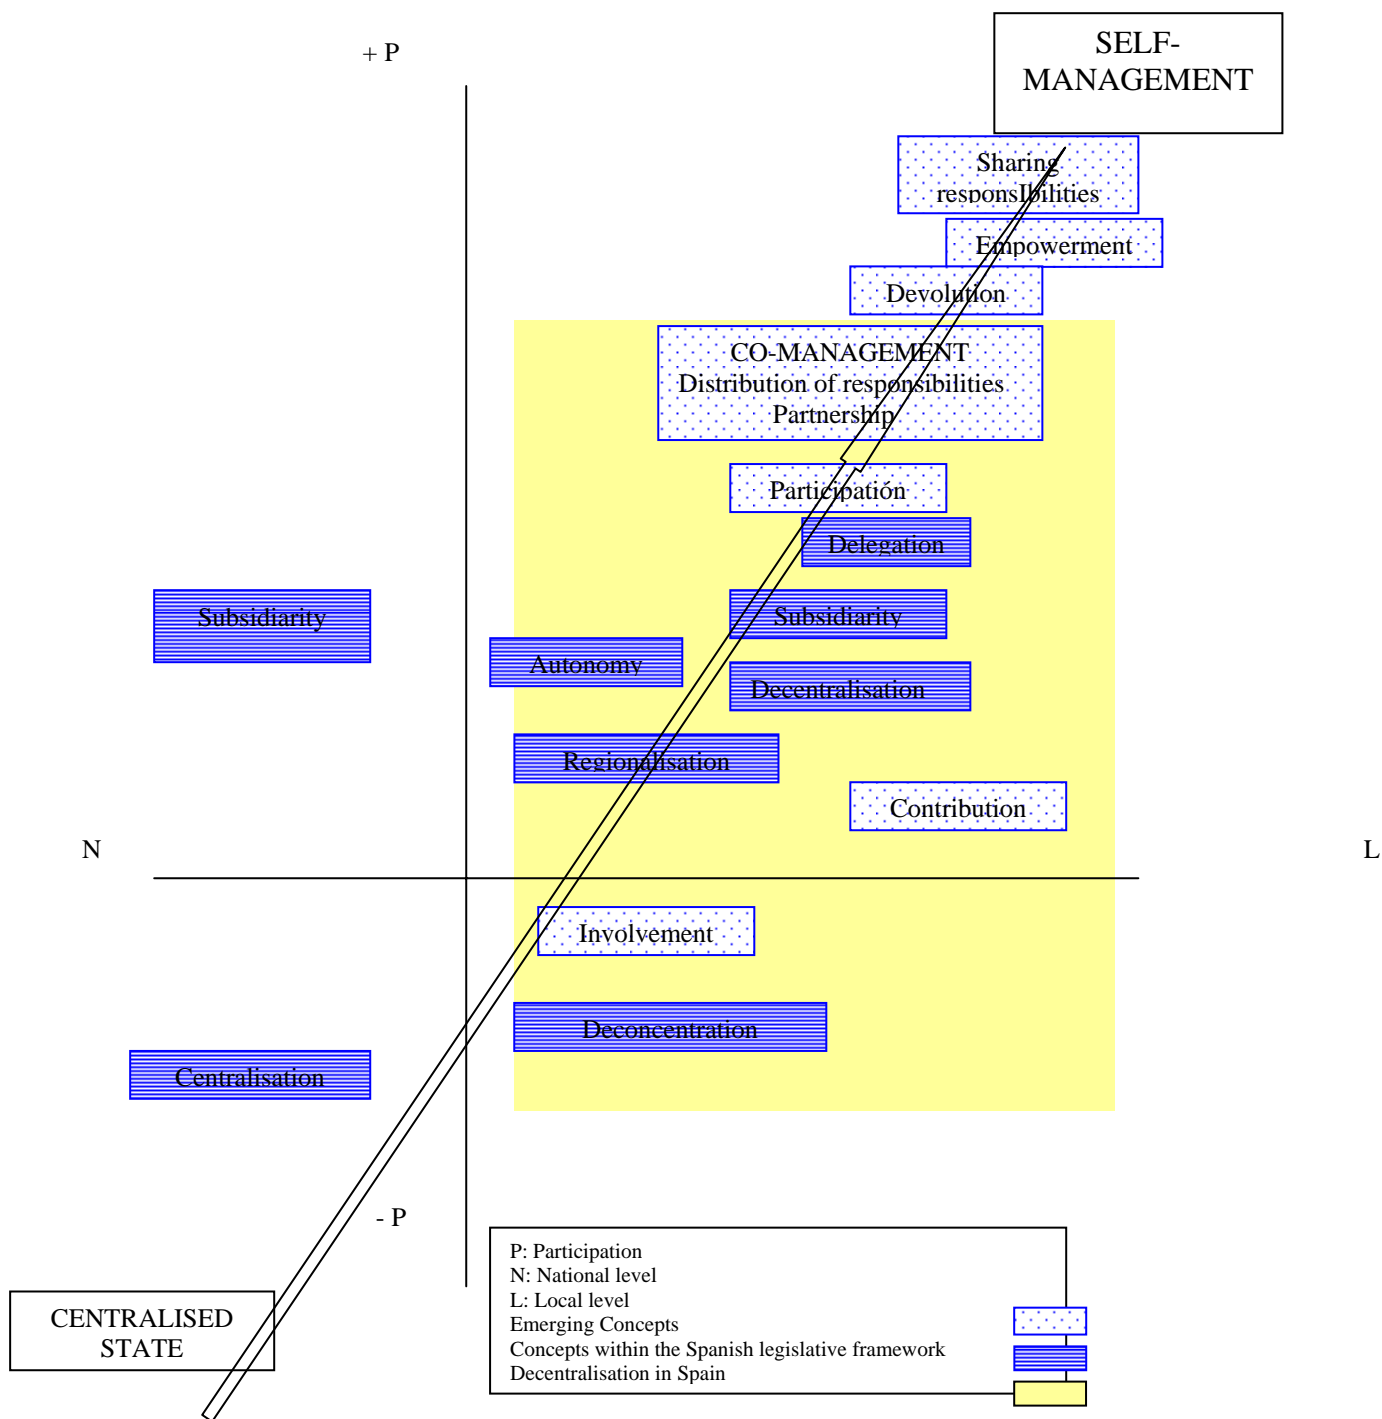 + P
SELF-
MANAGEMENT
Sharing
responsIbilities
Empowerment
Devolution
CO-MANAGEMENT
Distribution of responsibilities
Partnership
Participatión
Delegation
Subsidiarity
Subsidiarity
Autonomy
Decentralisation
Regionalisation
Contribution
N
L
Involvement
Deconcentration
Centralisation
- P
P: Participation
N: National level
L: Local level
Emerging Concepts
Concepts within the Spanish legislative framework
Decentralisation in Spain
CENTRALISED
STATE